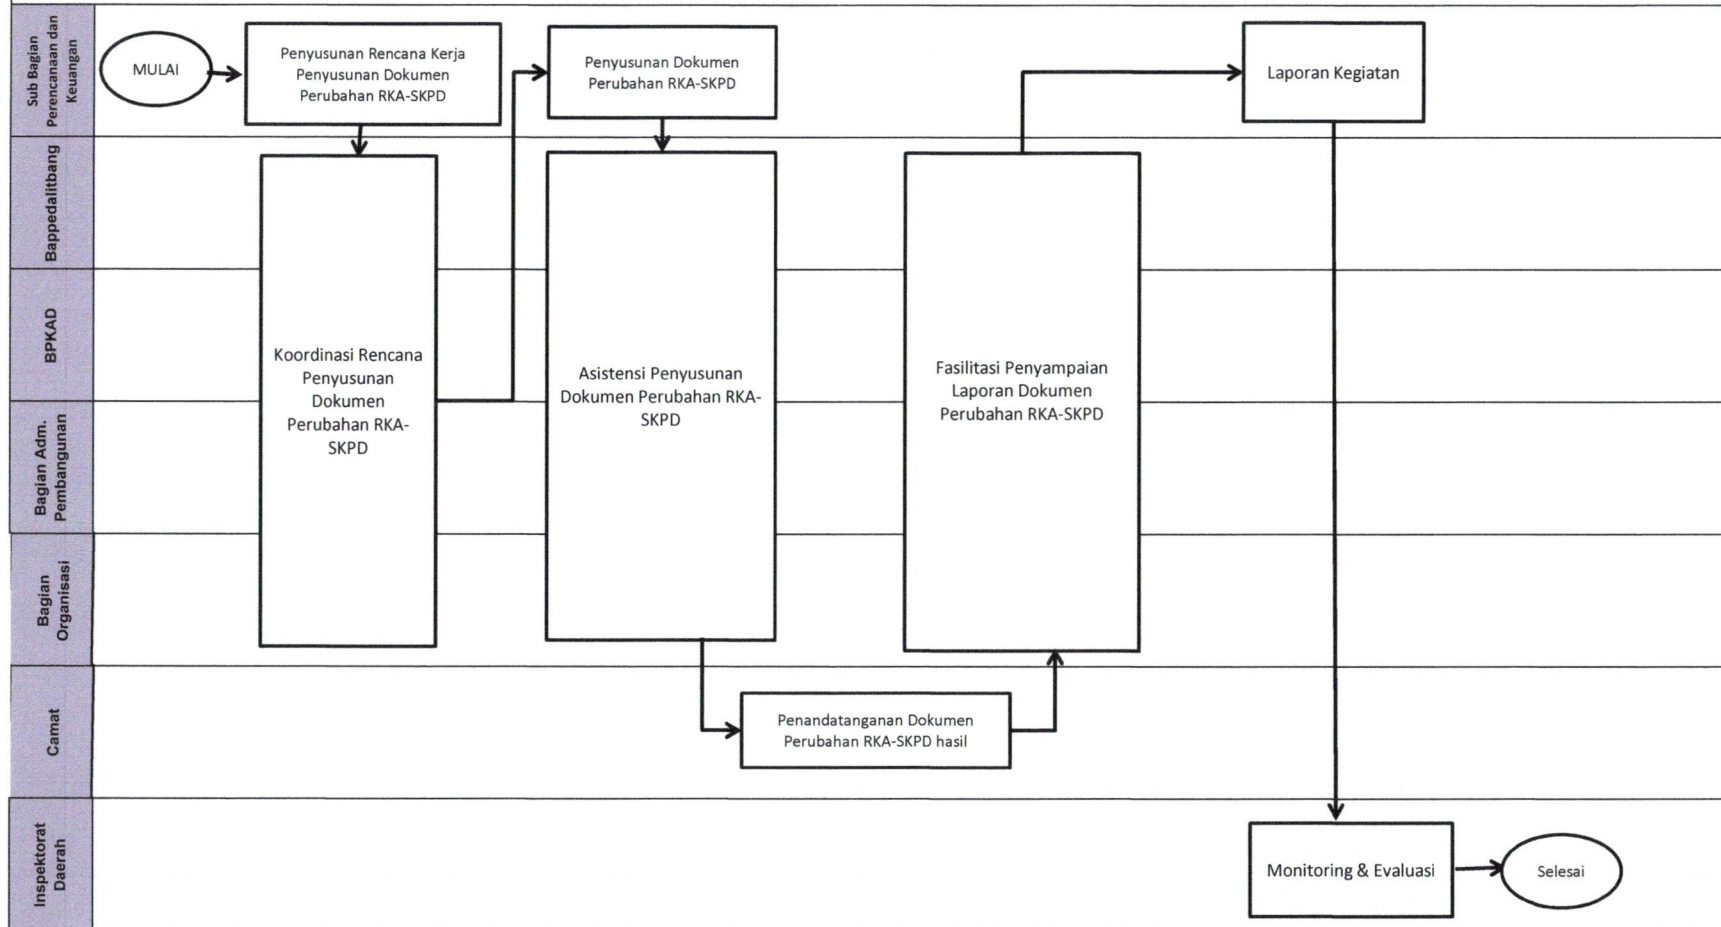 Sub Bagian
Perencanaan dan
Keuangan
MULAI
Penyusunan Rencana Kerja
Penyusunan Dokumen
Perubahan RKA-SKPD
Penyusunan Dokumen
Perubahan RKA-SKPD
Laporan Kegiatan
Bappedalitbang
BPKAD
Koordinasi Rencana
Penyusunan
Dokumen
Perubahan RKA-
SKPD
Asistensi Penyusunan
Dokumen Perubahan RKA-
SKPD
Fasilitasi Penyampaian
Laporan Dokumen
Perubahan RKA-SKPD
Bagian Adm.
Pembangunan
Bagian
Organisasi
Camat
Penandatanganan Dokumen
Perubahan RKA-SKPD hasil
Inspektorat
Daerah
Monitoring & Evaluasi
Selesai